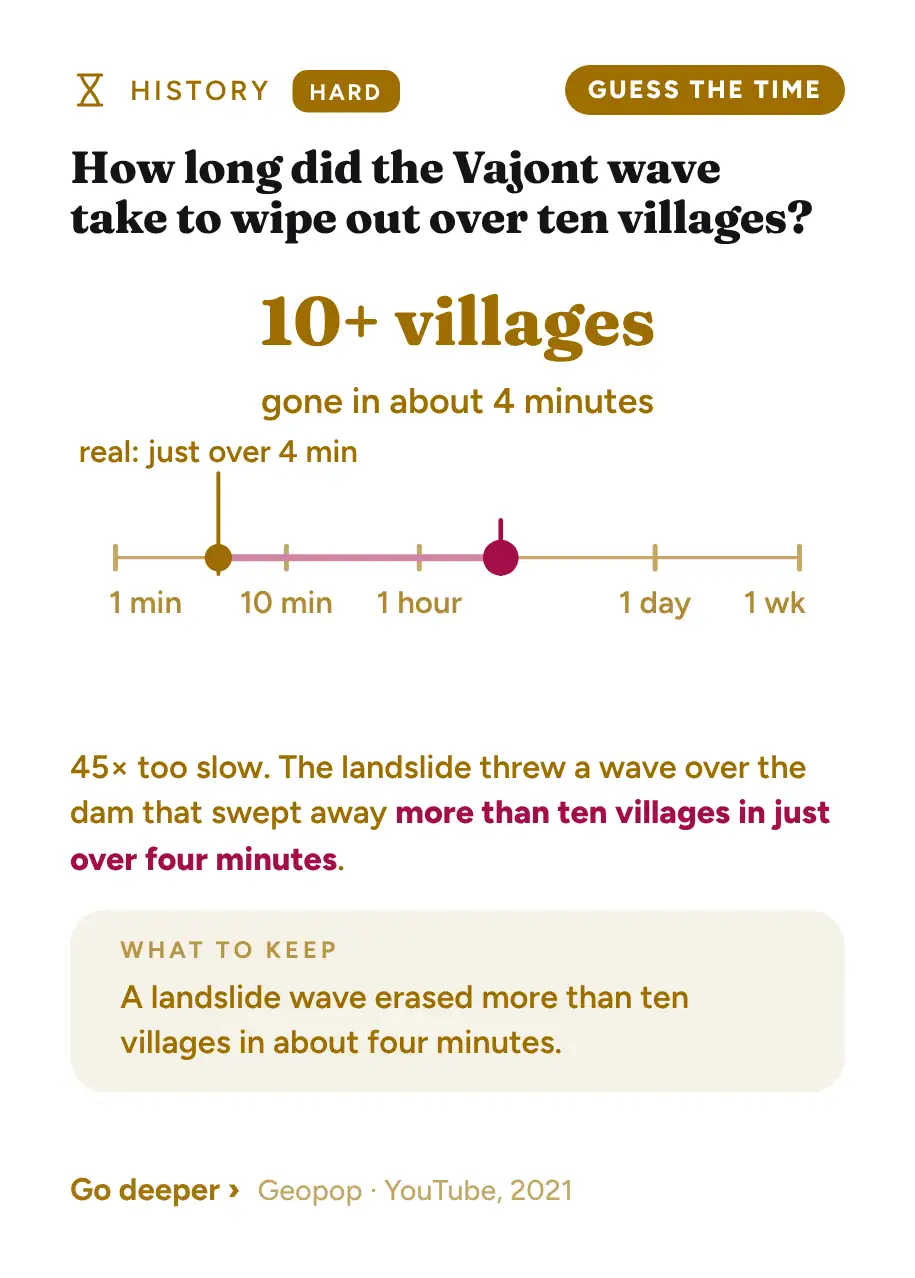 HISTORY HARD GUESS THE TIME
How long did the Vajont wave
take to wipe out over ten villages?
10+ villages
gone in about 4 minutes
real: just over 4 min
1 min 10 min 1 hour 1 day 1 wk
45× too slow. The landslide threw a wave over the
dam that swept away more than ten villages in just
over four minutes.
WHAT TO KEEP
A landslide wave erased more than ten
villages in about four minutes.
Go deeper › Geopop · YouTube, 2021